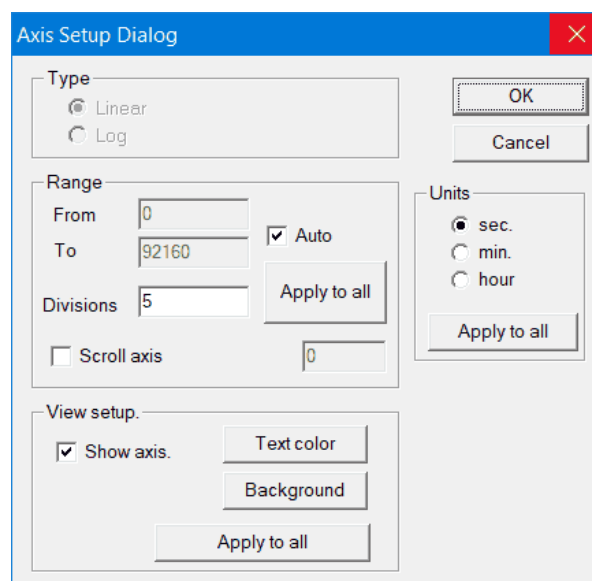 Axis Setup Dialog
Type
Linear
Log
OK
Cancel
Range
From 0
To 92160
Auto
Divisions 5
Apply to all
Scroll axis 0
Units
sec.
min.
hour
Apply to all
View setup.
Show axis.
Text color
Background
Apply to all